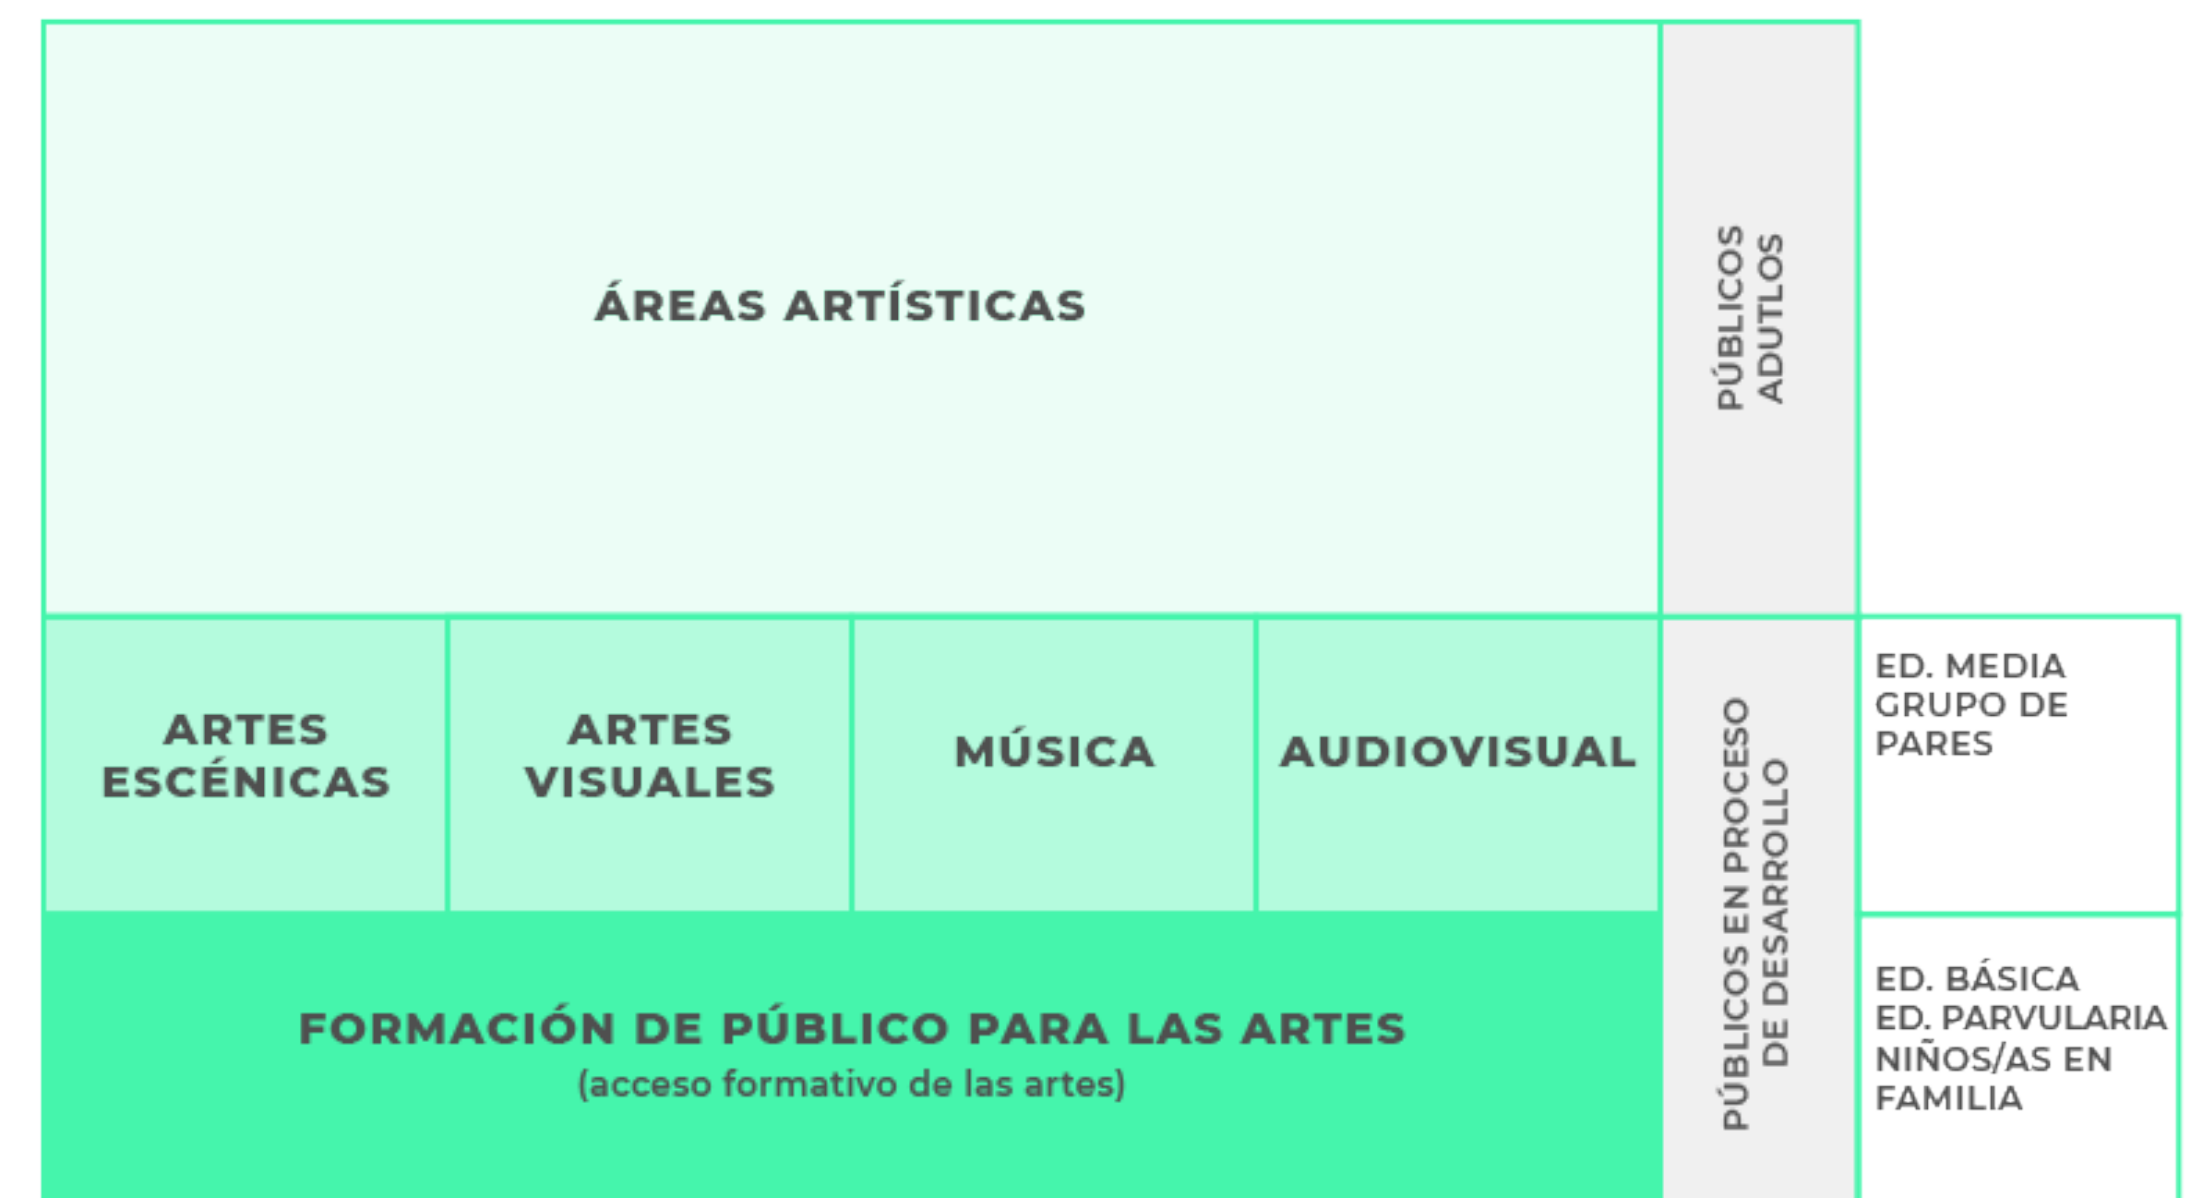 ÁREAS ARTÍSTICAS
PÚBLICOS
ADUTLOS
ARTES
ESCÉNICAS
ARTES
VISUALES
MÚSICA
AUDIOVISUAL
PÚBLICOS EN PROCESO
DE DESARROLLO
ED. MEDIA
GRUPO DE
PARES
FORMACIÓN DE PÚBLICO PARA LAS ARTES
(acceso formativo de las artes)
ED. BÁSICA
ED. PARVULARIA
NIÑOS/AS EN
FAMILIA